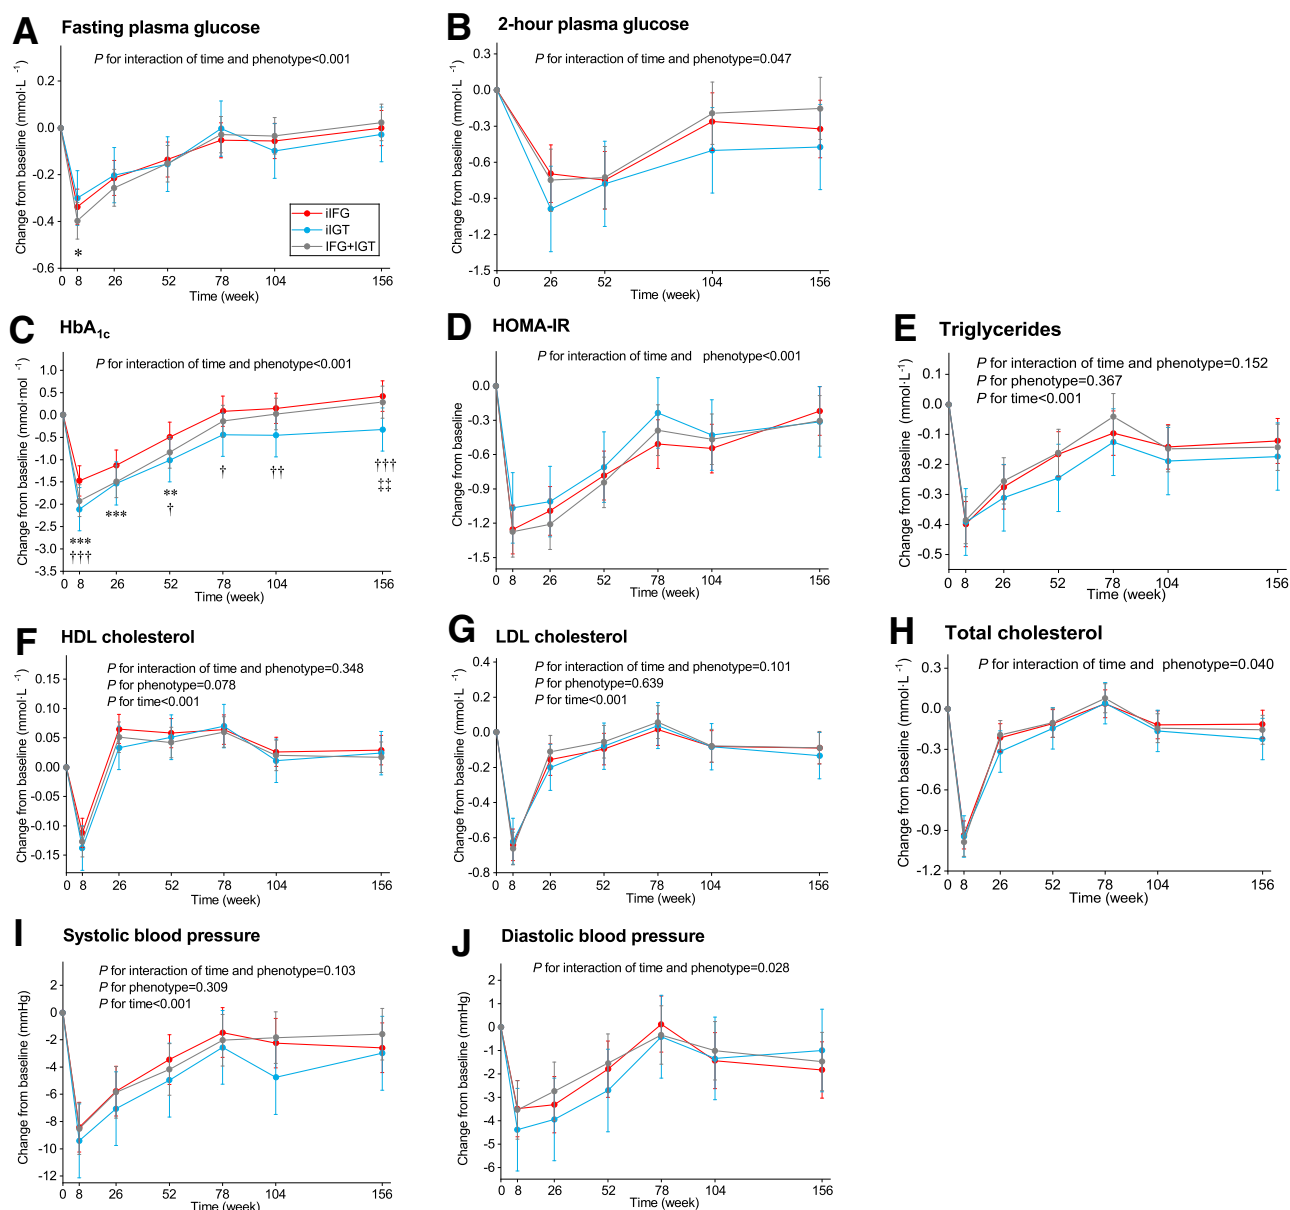 A Fasting plasma glucose
P for interaction of time and phenotype<0.001
Change from baseline (mmol·L⁻¹)
0.2
0.0
-0.2
-0.4
-0.6
*
iIFG
iIGT
IFG+IGT
0 8 26 52 78 104 156
Time (week)
B 2-hour plasma glucose
P for interaction of time and phenotype=0.047
Change from baseline (mmol·L⁻¹)
0.3
0.0
-0.3
-0.6
-0.9
-1.2
-1.5
0 26 52 104 156
Time (week)
C HbA1c
P for interaction of time and phenotype<0.001
Change from baseline (mmol·mol⁻¹)
1.0
0.5
0.0
-0.5
-1.0
-1.5
-2.0
-2.5
-3.0
-3.5
***
†††
***
**
†
†
††
†††
‡‡
0 8 26 52 78 104 156
Time (week)
D HOMA-IR
P for interaction of time and phenotype<0.001
Change from baseline
0.0
-0.3
-0.6
-0.9
-1.2
-1.5
0 8 26 52 78 104 156
Time (week)
E Triglycerides
P for interaction of time and phenotype=0.152
P for phenotype=0.367
P for time<0.001
Change from baseline (mmol·L⁻¹)
0.1
0.0
-0.1
-0.2
-0.3
-0.4
-0.5
0 8 26 52 78 104 156
Time (week)
F HDL cholesterol
P for interaction of time and phenotype=0.348
P for phenotype=0.078
P for time<0.001
Change from baseline (mmol·L⁻¹)
0.15
0.10
0.05
0.00
-0.05
-0.10
-0.15
0 8 26 52 78 104 156
Time (week)
G LDL cholesterol
P for interaction of time and phenotype=0.101
P for phenotype=0.639
P for time<0.001
Change from baseline (mmol·L⁻¹)
0.4
0.2
0.0
-0.2
-0.4
-0.6
-0.8
0 8 26 52 78 104 156
Time (week)
H Total cholesterol
P for interaction of time and phenotype=0.040
Change from baseline (mmol·L⁻¹)
0.3
0.0
-0.3
-0.6
-0.9
-1.2
0 8 26 52 78 104 156
Time (week)
I Systolic blood pressure
P for interaction of time and phenotype=0.103
P for phenotype=0.309
P for time<0.001
Change from baseline (mmHg)
2
0
-2
-4
-6
-8
-10
-12
0 8 26 52 78 104 156
Time (week)
J Diastolic blood pressure
P for interaction of time and phenotype=0.028
Change from baseline (mmHg)
2
1
0
-1
-2
-3
-4
-5
-6
0 8 26 52 78 104 156
Time (week)